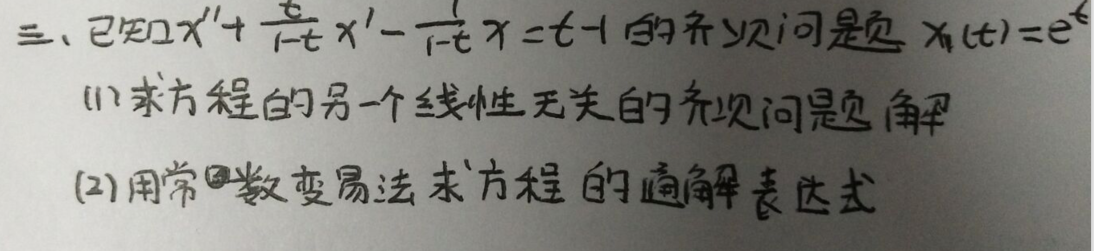 三、已知x''+\frac{t}{1-t}x'-\frac{1}{1-t}x=t-1的齐次问题 x₁(t)=e^t
(1)求方程的另一个线性无关的齐次问题解
(2)用常数变易法求方程的通解表达式